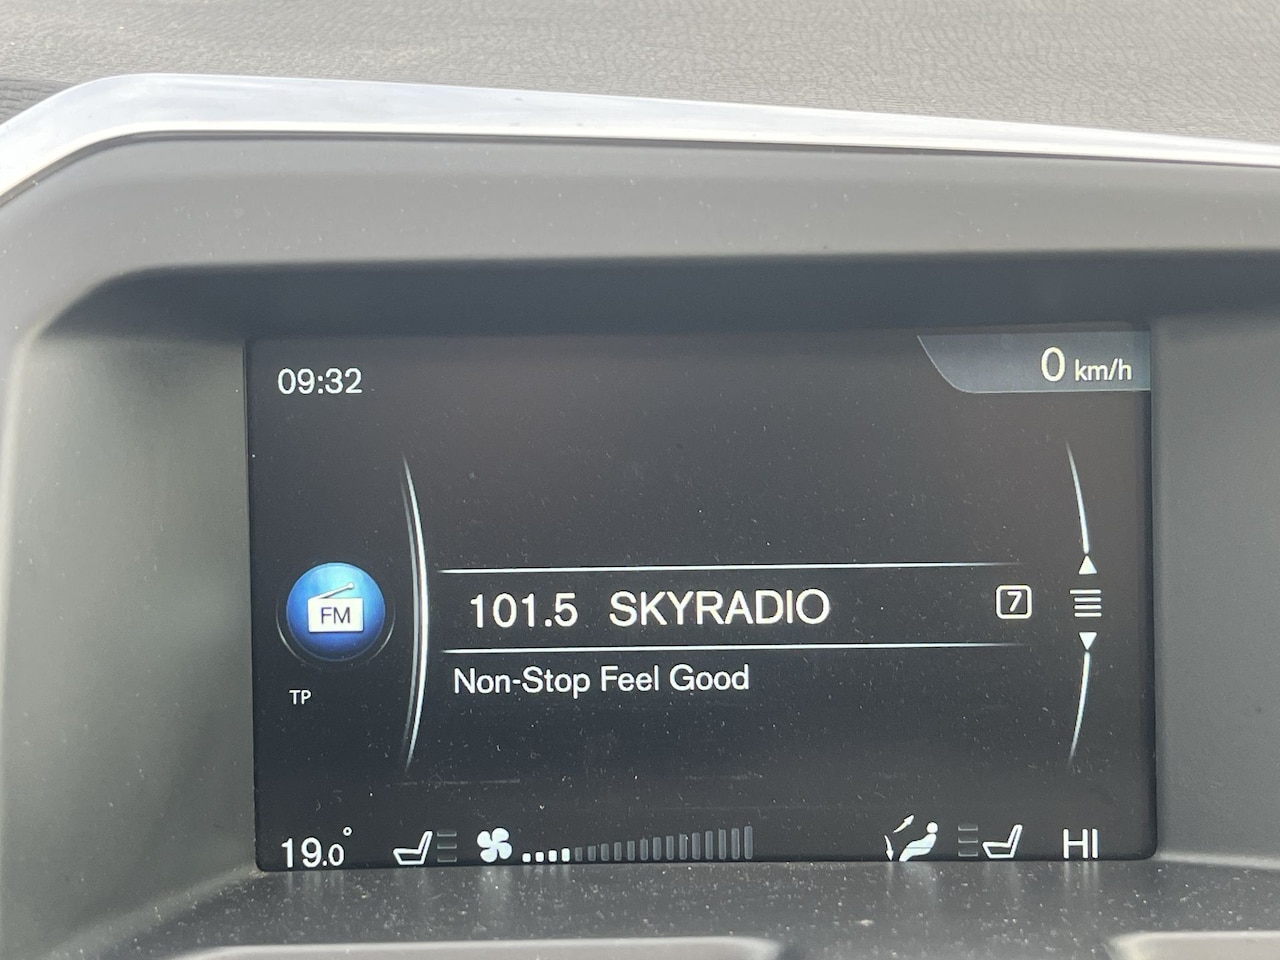 09:32
0 km/h
FM
101.5 SKYRADIO 7
Non-Stop Feel Good
TP
19.0° HI